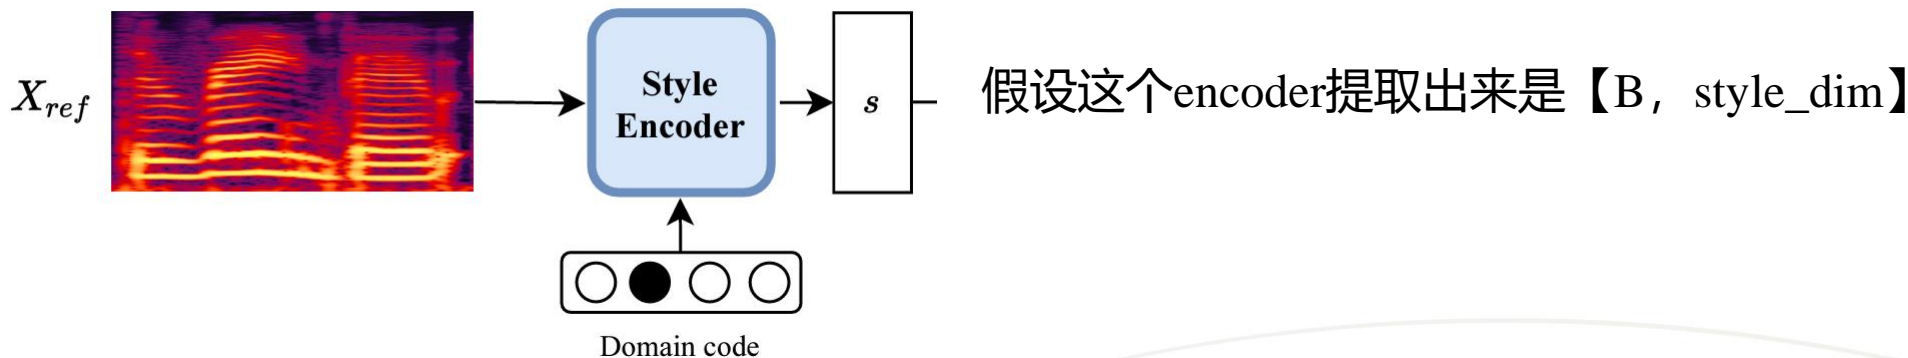 X_ref
Style
Encoder
s
假设这个encoder提取出来是【B，style_dim】
Domain code